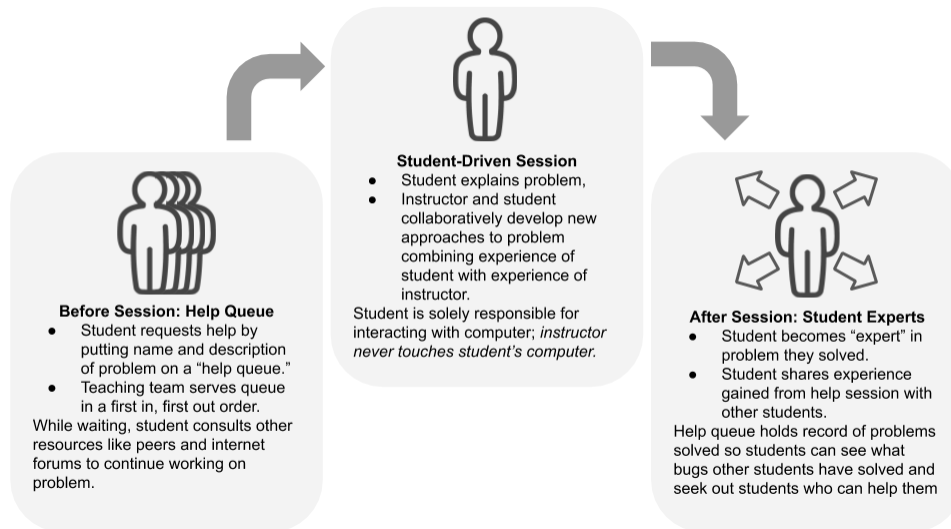 Before Session: Help Queue
● Student requests help by
putting name and description
of problem on a “help queue.”
● Teaching team serves queue
in a first in, first out order.
While waiting, student consults other
resources like peers and internet
forums to continue working on
problem.
Student-Driven Session
● Student explains problem,
● Instructor and student
collaboratively develop new
approaches to problem
combining experience of
student with experience of
instructor.
Student is solely responsible for
interacting with computer; instructor
never touches student’s computer.
After Session: Student Experts
● Student becomes “expert” in
problem they solved.
● Student shares experience
gained from help session with
other students.
Help queue holds record of problems
solved so students can see what
bugs other students have solved and
seek out students who can help them